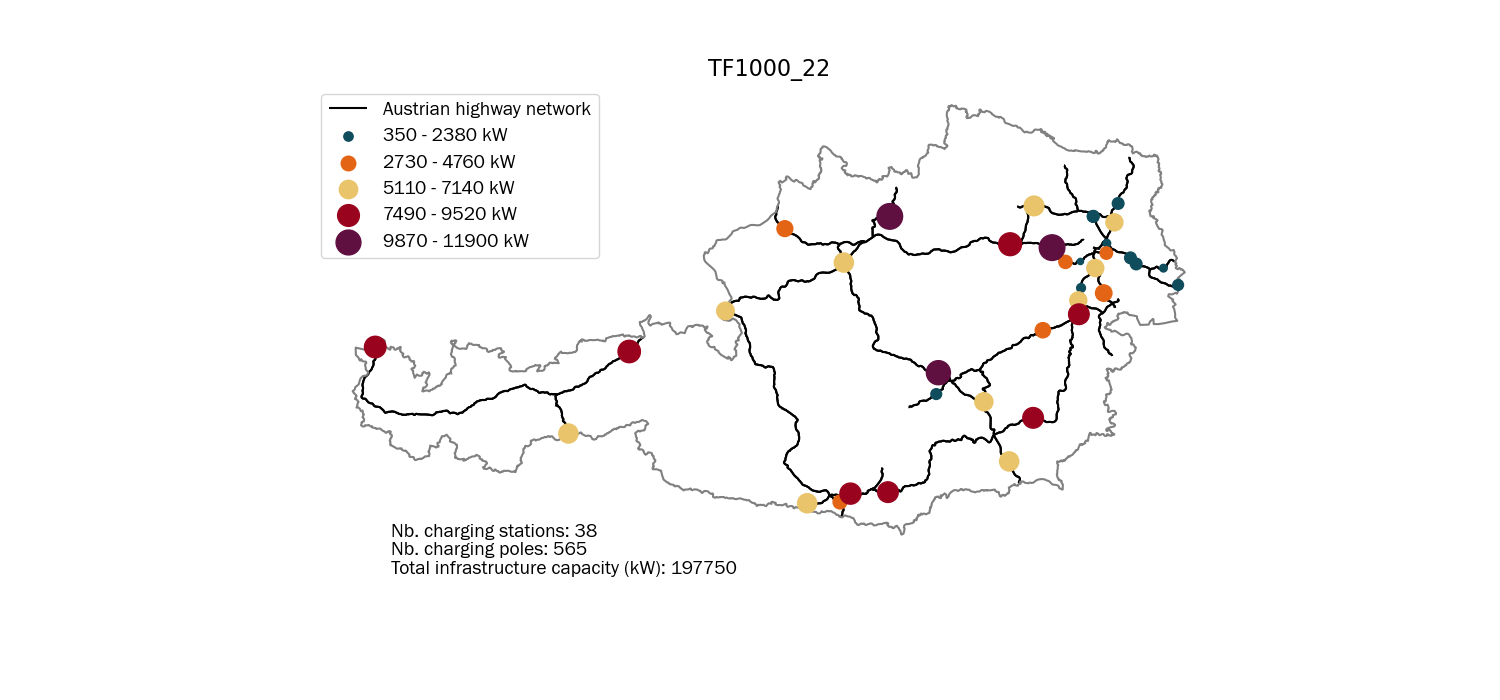 TF1000_22
Austrian highway network
350 - 2380 kW
2730 - 4760 kW
5110 - 7140 kW
7490 - 9520 kW
9870 - 11900 kW
Nb. charging stations: 38
Nb. charging poles: 565
Total infrastructure capacity (kW): 197750